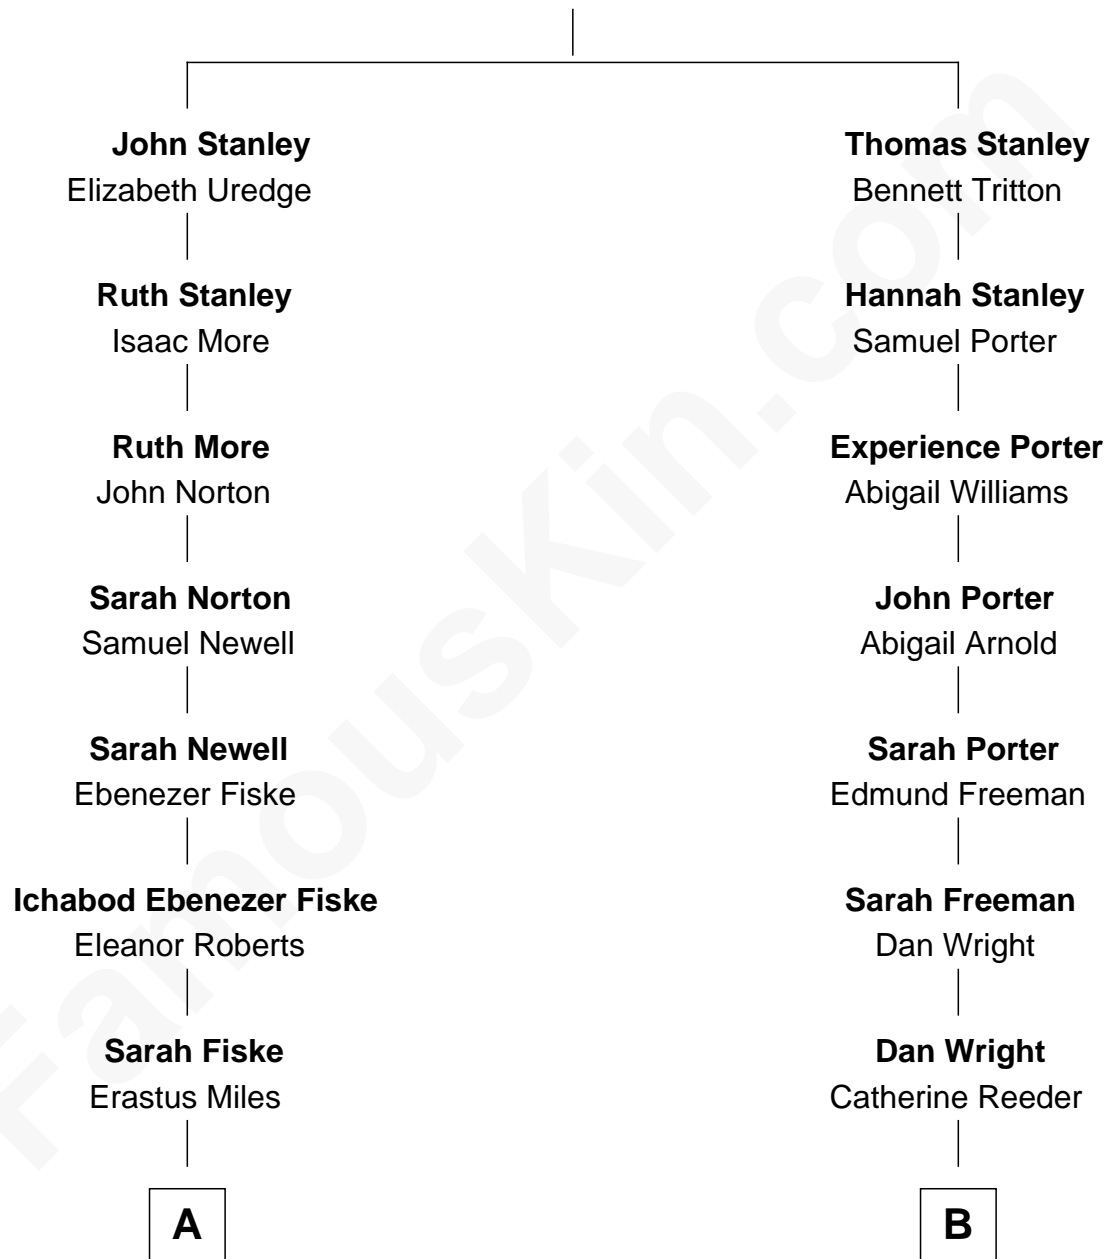 John Stanley
Elizabeth Uredge
Ruth Stanley
Isaac More
Ruth More
John Norton
Sarah Norton
Samuel Newell
Sarah Newell
Ebenezer Fiske
Ichabod Ebenezer Fiske
Eleanor Roberts
Sarah Fiske
Erastus Miles
A
Thomas Stanley
Bennett Tritton
Hannah Stanley
Samuel Porter
Experience Porter
Abigail Williams
John Porter
Abigail Arnold
Sarah Porter
Edmund Freeman
Sarah Freeman
Dan Wright
Dan Wright
Catherine Reeder
B
FamousKin.com